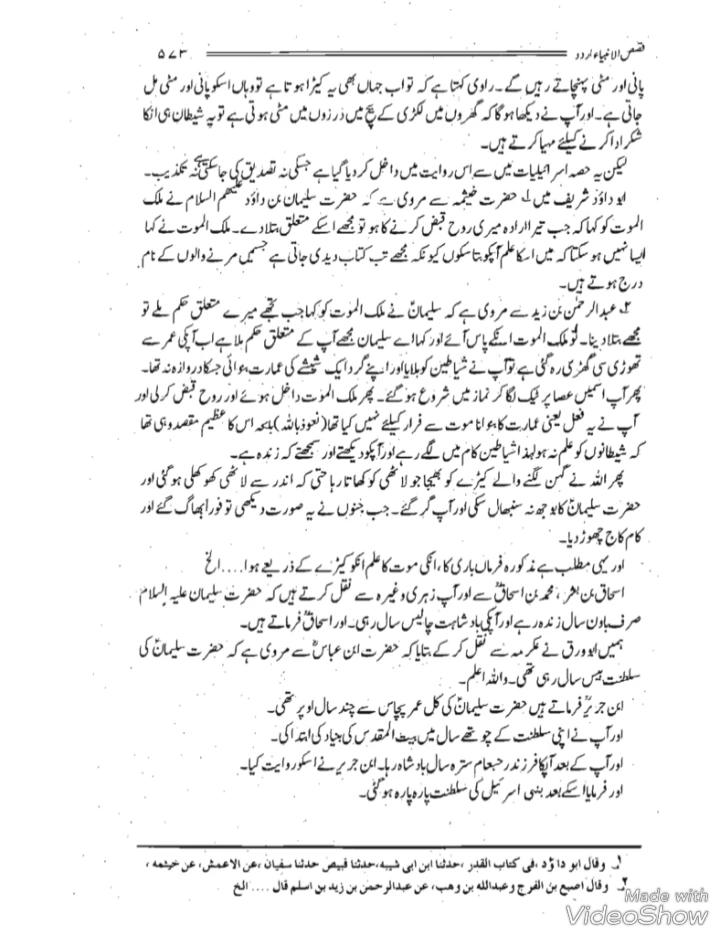 قصص الانبیاء اردو ۵۷۳
پانی اور مٹی پہنچاتے رہیں گے۔ راوی کہتا ہے کہ تو اب جہاں بھی یہ کیڑا ہوتا ہے تو وہاں اسکو پانی اور مٹی مل
جاتی ہے۔ اور آپ نے دیکھا ہوگا کہ گھروں میں لکڑی کے بیچ میں درزوں میں مٹی ہوتی ہے تو یہ شیطان ہی انکا
شکر ادا کرنے کیلئے مہیا کرتے ہیں۔
لیکن یہ حصہ اسرائیلیات میں سے اس روایت میں داخل کر دیا گیا ہے جسکی نہ تصدیق کی جا سکتی ہے نہ تکذیب۔
ابو داؤد شریف میں ۱؎ حضرت خیثمہ سے مروی ہے کہ حضرت سلیمان بن داؤد علیھم السلام نے ملک
الموت کو کہا کہ جب تیرا ارادہ میری روح قبض کرنے کا ہو تو مجھے اسکے متعلق بتلا دے۔ ملک الموت نے کہا
ایسا نہیں ہو سکتا کہ میں اسکا علم آپکو بتا سکوں کیونکہ مجھے تب کتاب دیدی جاتی ہے جسمیں مرنے والوں کے نام
درج ہوتے ہیں۔
۲؎ عبدالرحمٰن بن زید سے مروی ہے کہ سلیمانؑ نے ملک الموت کو کہا جب تجھے میرے متعلق حکم ملے تو
مجھے بتلا دینا۔ تو ملک الموت انکے پاس آئے اور کہا اے سلیمان مجھے آپ کے متعلق حکم ملا ہے اب آپکی عمر سے
تھوڑی سی گھڑی رہ گئی ہے تو آپ نے شیاطین کو بلایا اور اپنے گرد ایک شیشے کی عمارت بنوائی جسکا دروازہ نہ تھا۔
پھر آپ اسمیں عصا پر ٹیک لگا کر نماز میں شروع ہو گئے۔ پھر ملک الموت داخل ہوئے اور روح قبض کر لی اور
آپ نے یہ فعل یعنی عمارت کا بنوانا موت سے فرار کیلئے نہیں کیا تھا (نعوذ باللہ) بلکہ اس کا عظیم مقصد وہی تھا
کہ شیطانوں کو علم نہ ہو لہذا شیاطین کام میں لگے رہے اور آپکو دیکھتے اور سمجھتے کہ زندہ ہے۔
پھر اللہ نے گھن لگنے والے کیڑے کو بھیجا جو لاٹھی کو کھاتا رہا حتی کہ اندر سے لاٹھی کھوکھلی ہو گئی اور
حضرت سلیمانؑ کا بوجھ نہ سنبھال سکی اور آپ گر گئے۔ جب جنوں نے یہ صورت دیکھی تو فوراً بھاگ گئے اور
کام کاج چھوڑ دیا۔
اور یہی مطلب ہے مذکورہ فرمان باری کا، انکی موت کا علم انکو کیڑے کے ذریعے ہوا.... الخ
اسحاق بن بشر، محمد بن اسحاقؒ سے اور آپ زہری وغیرہ سے نقل کرتے ہیں کہ حضرت سلیمان علیہ السلام
صرف باون سال زندہ رہے اور آپکی بادشاہت چالیس سال رہی۔ اور اسحاقؒ فرماتے ہیں۔
ہمیں ابو ورق نے عکرمہ سے نقل کر کے بتایا کہ حضرت ابن عباسؓ سے مروی ہے کہ حضرت سلیمانؑ کی
سلطنت بیس سال رہی تھی۔ واللہ اعلم۔
ابن جریرؒ فرماتے ہیں حضرت سلیمانؑ کی کل عمر پچاس سے چند سال اوپر تھی۔
اور آپ نے اپنی سلطنت کے چوتھے سال میں بیت المقدس کی بنیاد کی ابتدا کی۔
اور آپ کے بعد آپکا فرزند رحبعام سترہ سال بادشاہ رہا۔ ابن جریر نے اسکو روایت کیا۔
اور فرمایا اسکے بعد بنی اسرئیل کی سلطنت پارہ پارہ ہو گئی۔
۱؎ وقال ابو داؤد، فی کتاب القدر، حدثنا ابن ابی شیبه، حدثنا قبیص حدثنا سفیان، عن الاعمش، عن خیثمه،
۲؎ وقال اصبع بن الفرج وعبدالله بن وهب، عن عبدالرحمن بن زید بن اسلم قال .... الخ
Made with
VideoShow